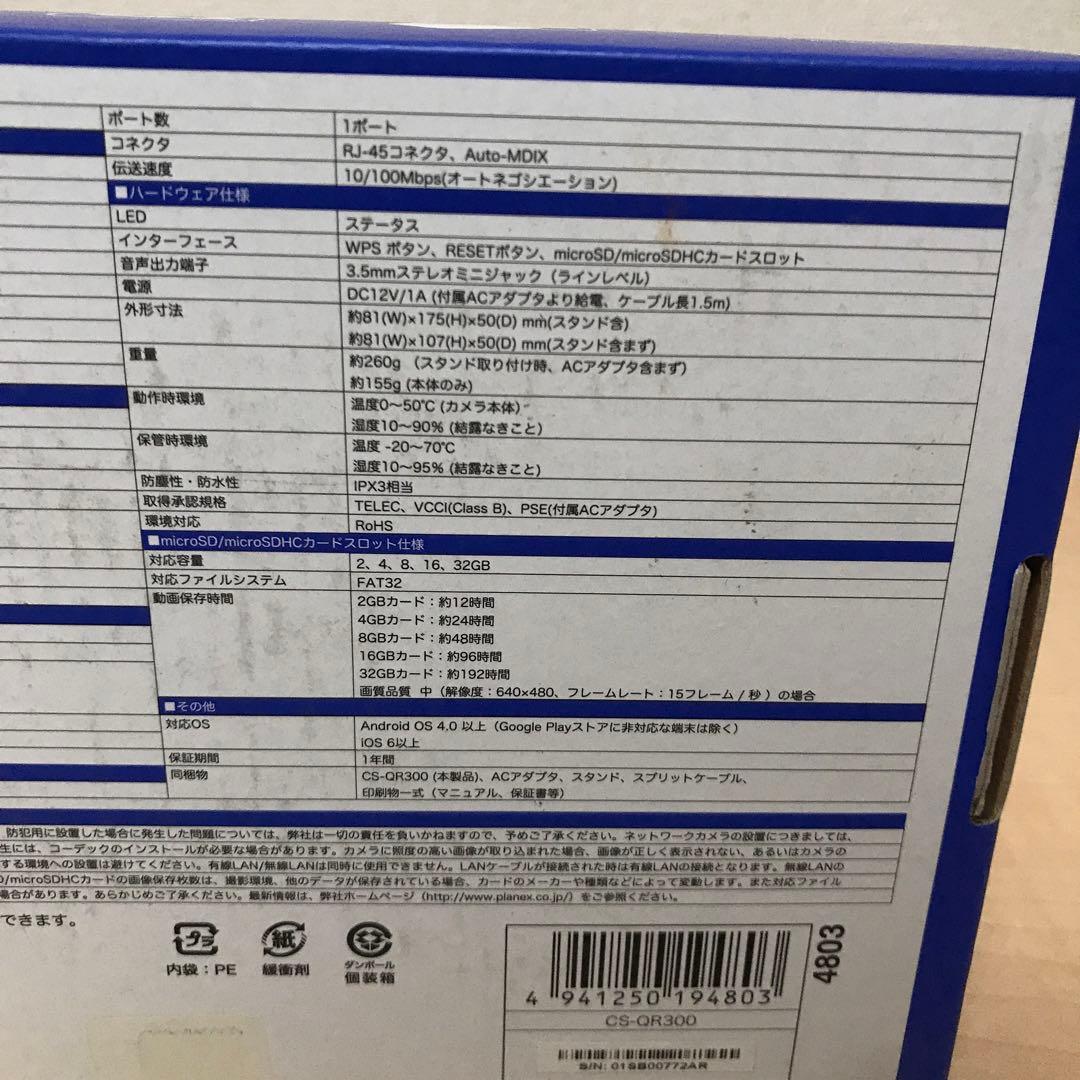 ポート数 1ポート
コネクタ RJ-45コネクタ、Auto-MDIX
伝送速度 10/100Mbps(オートネゴシエーション)
■ハードウェア仕様
LED ステータス
インターフェース WPS ボタン、RESETボタン、microSD/microSDHCカードスロット
音声出力端子 3.5mmステレオミニジャック（ラインレベル）
電源 DC12V/1A (付属ACアダプタより給電、ケーブル長1.5m)
外形寸法 約81(W)×175(H)×50(D) mm(スタンド含)
約81(W)×107(H)×50(D) mm(スタンド含まず)
重量 約260g （スタンド取り付け時、ACアダプタ含まず）
約155g (本体のみ)
動作時環境 温度0～50℃ (カメラ本体)
湿度10～90% (結露なきこと)
保管時環境 温度 -20～70℃
湿度10～95% (結露なきこと)
防塵性・防水性 IPX3相当
取得承認規格 TELEC、VCCI(Class B)、PSE(付属ACアダプタ)
環境対応 RoHS
■microSD/microSDHCカードスロット仕様
対応容量 2、4、8、16、32GB
対応ファイルシステム FAT32
動画保存時間 2GBカード：約12時間
4GBカード：約24時間
8GBカード：約48時間
16GBカード：約96時間
32GBカード：約192時間
画質品質 中（解像度：640×480、フレームレート：15フレーム / 秒 ）の場合
■その他
対応OS Android OS 4.0 以上（Google Playストアに非対応な端末は除く）
iOS 6以上
保証期間 1年間
同梱物 CS-QR300 (本製品)、ACアダプタ、スタンド、スプリットケーブル、
印刷物一式（マニュアル、保証書等）
防犯用に設置した場合に発生した問題については、弊社は一切の責任を負いかねますので、予めご了承ください。ネットワークカメラの設置につきましては、
生には、コーデックのインストールが必要な場合があります。カメラに照度の高い画像が取り込まれた場合、画像が正しく表示されない、あるいはカメラの
する環境への設置は避けてください。有線LAN/無線LANは同時に使用できません。LANケーブルが接続された時は有線LANの接続となります。無線LANの
D/microSDHCカードの画像保存枚数は、撮影環境、他のデータが保存されている場合、カードのメーカーや種類などによって変動します。また対応ファイル
場合があります。あらかじめご了承ください。最新情報は、弊社ホームページ（http://www.planex.co.jp/）をご参照ください。
できます。
プラ 紙 ダンボール
内袋：PE 緩衝剤 個装箱
4 941250 194803
4803
CS-QR300
S/N: 01SB00772AR